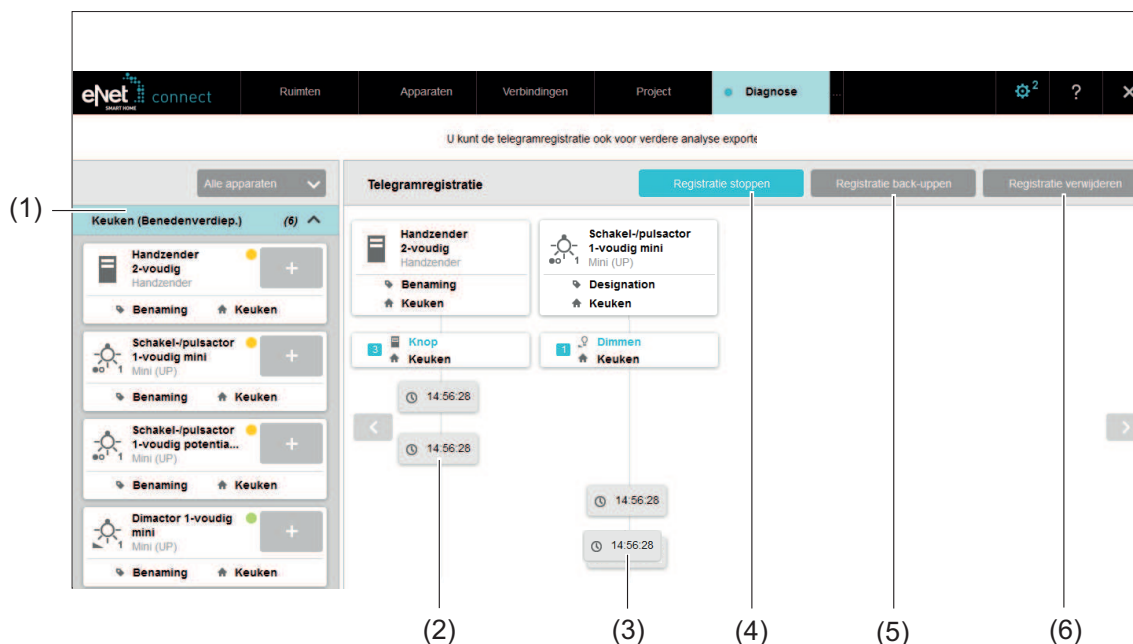 eNet connect
SMART HOME
Ruimten
Apparaten
Verbindingen
Project
Diagnose
...
2
?
U kunt de telegramregistratie ook voor verdere analyse exporte
Alle apparaten
(1)
Keuken (Benedenverdiep.) (6)
Handzender
2-voudig
Handzender
+
Benaming Keuken
Schakel-/pulsactor
1-voudig mini
Mini (UP)
1
+
Benaming Keuken
Schakel-/pulsactor
1-voudig potentia...
Mini (UP)
1
+
Benaming Keuken
Dimactor 1-voudig
mini
Mini (UP)
1
+
Benaming Keuken
Telegramregistratie
Registratie stoppen
Registratie back-uppen
Registratie verwijderen
Handzender
2-voudig
Handzender
Benaming
Keuken
Schakel-/pulsactor
1-voudig mini
Mini (UP)
1
Designation
Keuken
3 Knop
Keuken
1 Dimmen
Keuken
14:56:28
14:56:28
14:56:28
14:56:28
(2)
(3)
(4)
(5)
(6)